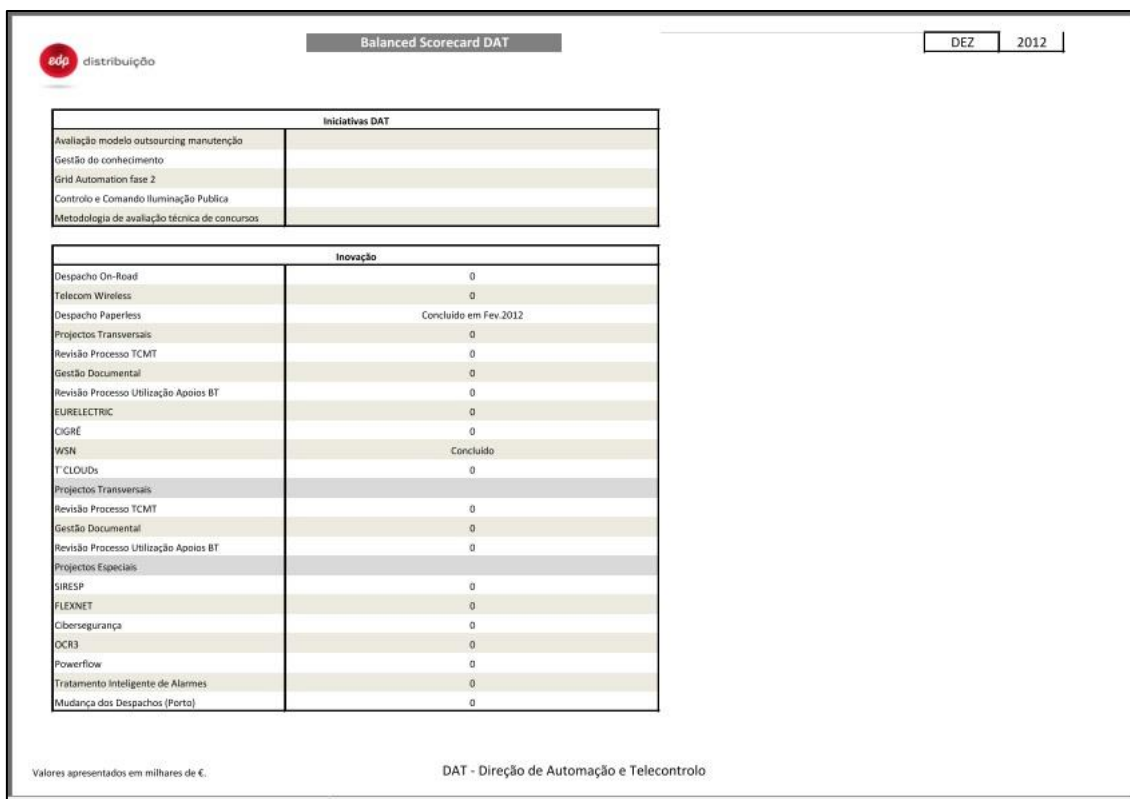 Balanced Scorecard DAT
DEZ 2012
edp distribuição
Iniciativas DAT
Avaliação modelo outsourcing manutenção
Gestão do conhecimento
Grid Automation fase 2
Controlo e Comando Iluminação Publica
Metodologia de avaliação técnica de concursos
Inovação
Despacho On-Road 0
Telecom Wireless 0
Despacho Paperless Concluído em Fev.2012
Projectos Transversais 0
Revisão Processo TCMT 0
Gestão Documental 0
Revisão Processo Utilização Apoios BT 0
EURELECTRIC 0
CIGRÉ 0
WSN Concluido
T`CLOUDs 0
Projectos Transversais
Revisão Processo TCMT 0
Gestão Documental 0
Revisão Processo Utilização Apoios BT 0
Projectos Especiais
SIRESP 0
FLEXNET 0
Cibersegurança 0
OCR3 0
Powerflow 0
Tratamento Inteligente de Alarmes 0
Mudança dos Despachos (Porto) 0
Valores apresentados em milhares de €.
DAT - Direção de Automação e Telecontrolo